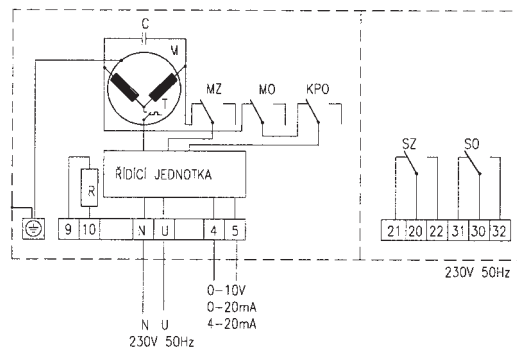 C
M
T
MZ MO KPO
ŘÍDÍCÍ JEDNOTKA
R
SZ SO
9 10 N U 4 5
21 20 22 31 30 32
230V 50Hz
0-10V
0-20mA
4-20mA
N U
230V 50Hz